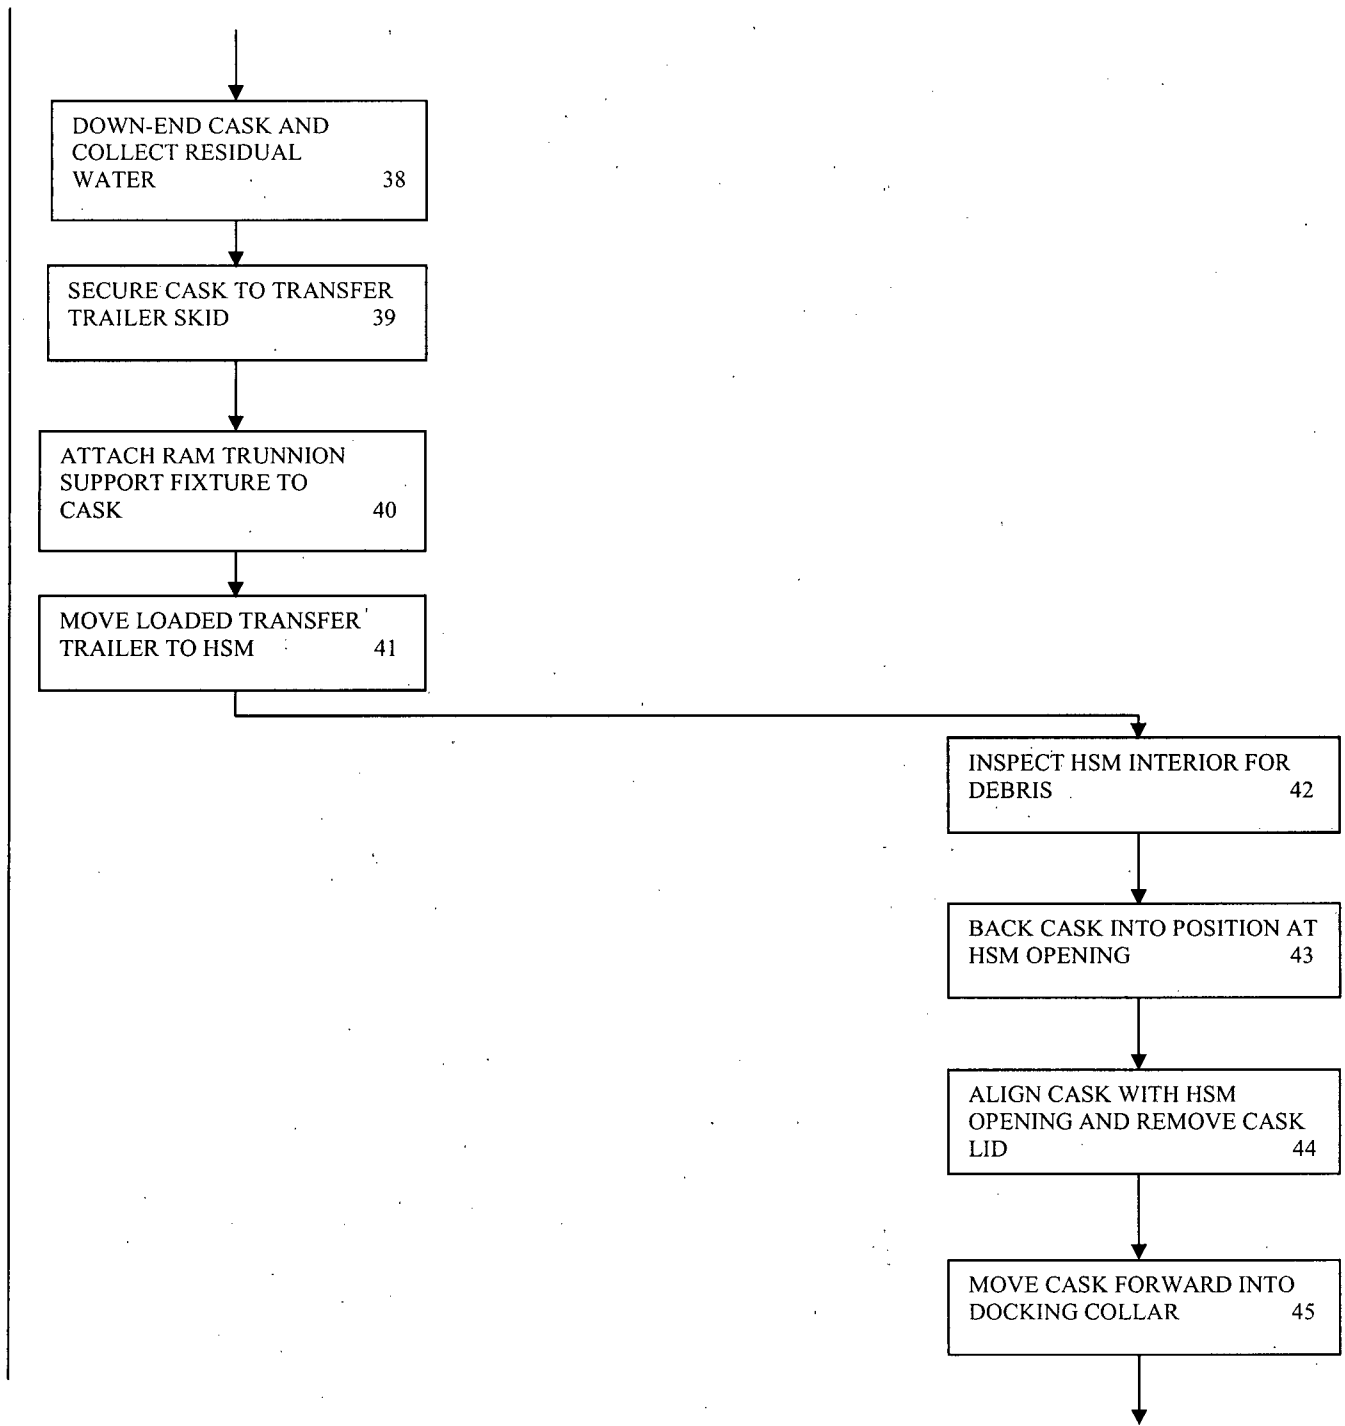 DOWN-END CASK AND
COLLECT RESIDUAL
WATER 38
SECURE CASK TO TRANSFER
TRAILER SKID 39
ATTACH RAM TRUNNION
SUPPORT FIXTURE TO
CASK 40
MOVE LOADED TRANSFER
TRAILER TO HSM 41
INSPECT HSM INTERIOR FOR
DEBRIS 42
BACK CASK INTO POSITION AT
HSM OPENING 43
ALIGN CASK WITH HSM
OPENING AND REMOVE CASK
LID 44
MOVE CASK FORWARD INTO
DOCKING COLLAR 45